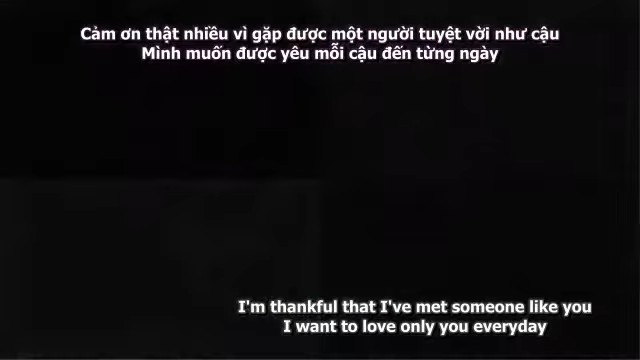 Cảm ơn thật nhiều vì gặp được một người tuyệt vời như cậu
Mình muốn được yêu mỗi cậu đến từng ngày
I'm thankful that I've met someone like you
I want to love only you everyday